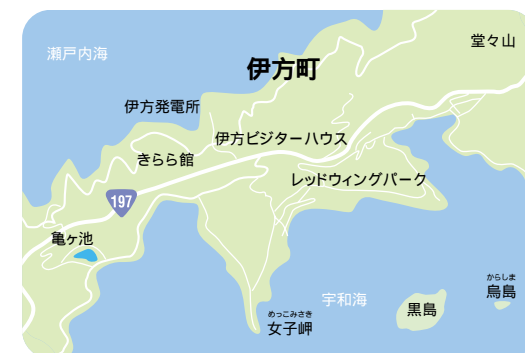 堂々山
瀬戸内海
伊方町
伊方発電所
伊方ビジターハウス
きらら館
レッドウィングパーク
197
亀ヶ池
からしま
烏島
宇和海
黒島
めっこみさき
女子岬